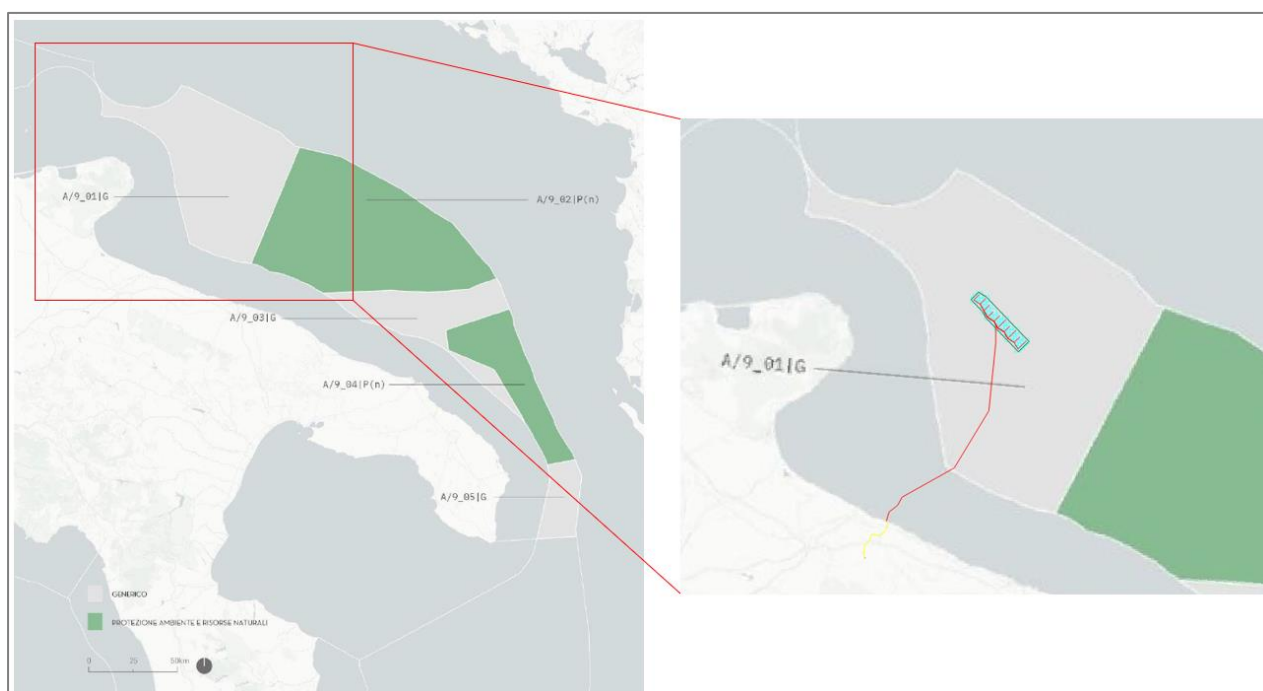 A/9_01|G
A/9_02|P(n)
A/9_03|G
A/9_04|P(n)
A/9_05|G
GENERICO
PROTEZIONE AMBIENTE E RISORSE NATURALI
0 25 50km
A/9_01|G